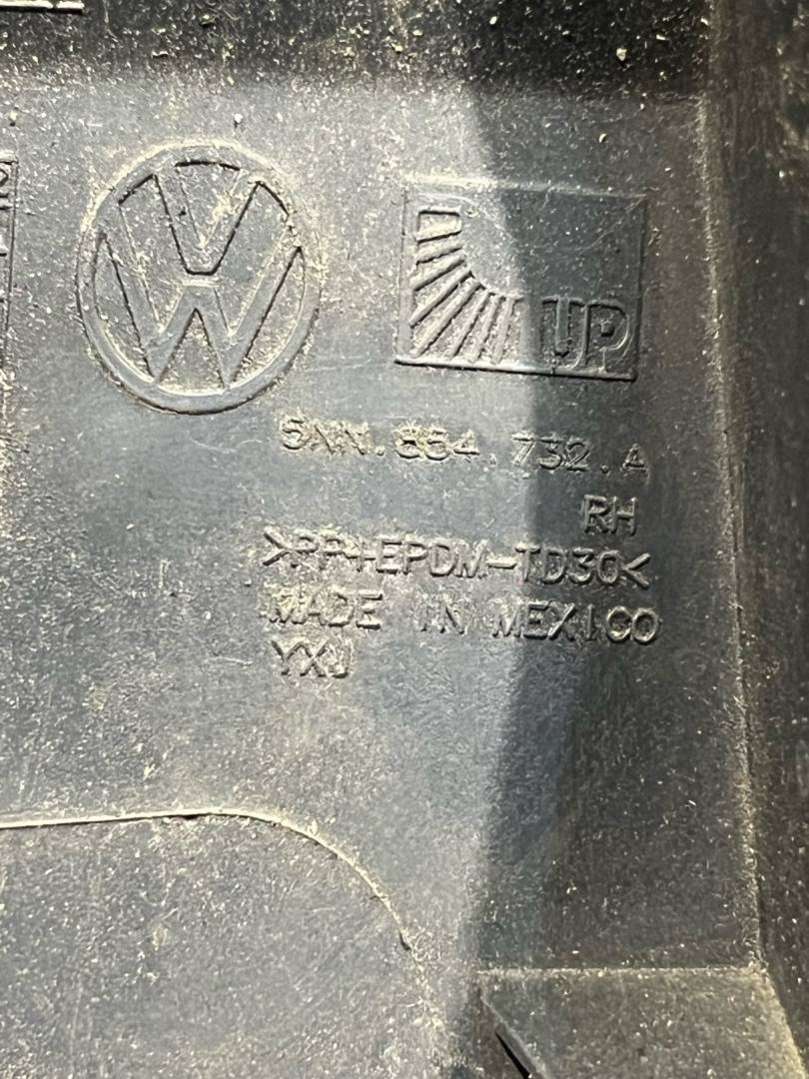 VW
UP
5NN.854.732.A
RH
>PP+EPDM-TD30<
MADE IN MEXICO
YXJ